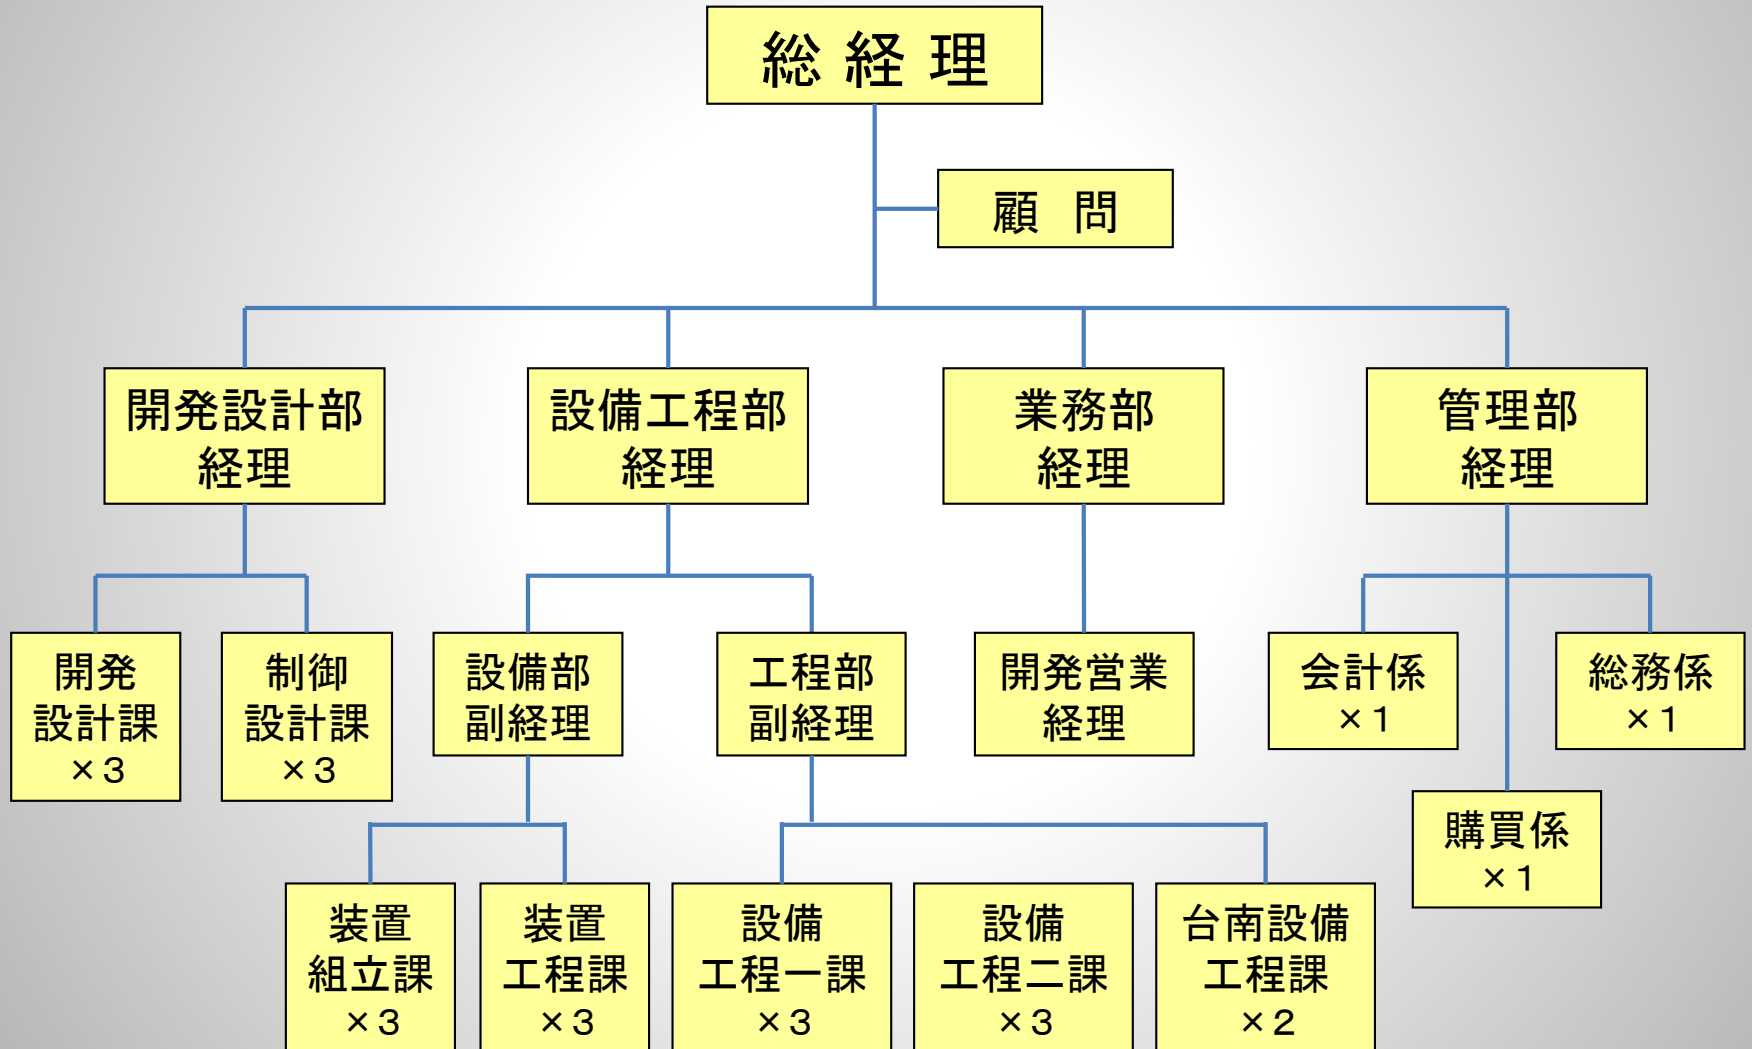 総 経 理
顧 問
開発設計部
経理
設備工程部
経理
業務部
経理
管理部
経理
開発
設計課
×3
制御
設計課
×3
設備部
副経理
工程部
副経理
開発営業
経理
会計係
×1
総務係
×1
購買係
×1
装置
組立課
×3
装置
工程課
×3
設備
工程一課
×3
設備
工程二課
×3
台南設備
工程課
×2